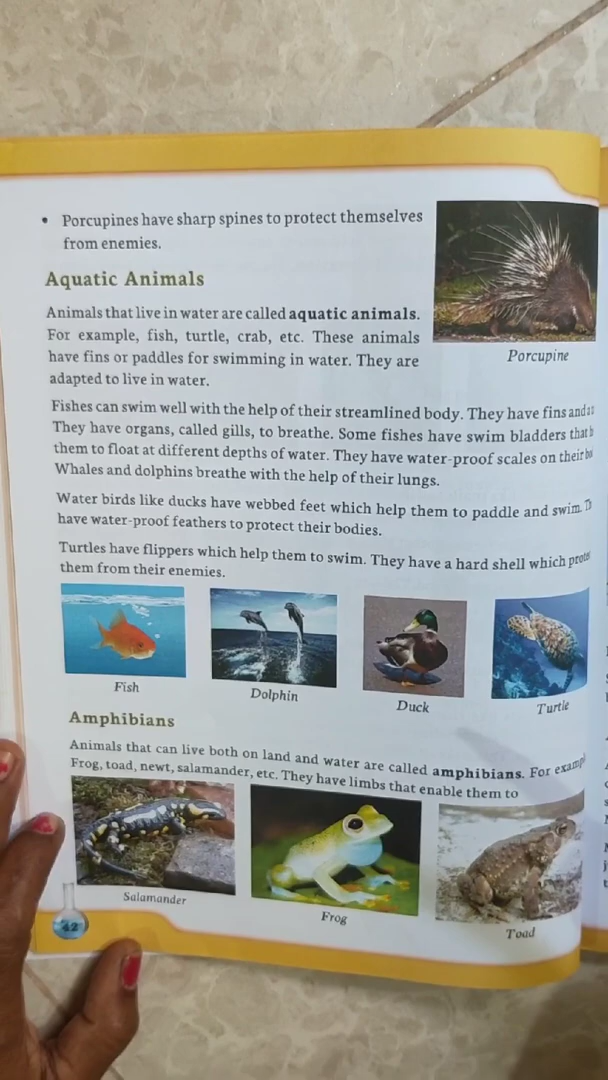 • Porcupines have sharp spines to protect themselves
from enemies.
Porcupine
Aquatic Animals
Animals that live in water are called aquatic animals.
For example, fish, turtle, crab, etc. These animals
have fins or paddles for swimming in water. They are
adapted to live in water.
Fishes can swim well with the help of their streamlined body. They have fins and
They have organs, called gills, to breathe. Some fishes have swim bladders that
them to float at different depths of water. They have water-proof scales on their
Whales and dolphins breathe with the help of their lungs.
Water birds like ducks have webbed feet which help them to paddle and swim.
have water-proof feathers to protect their bodies.
Turtles have flippers which help them to swim. They have a hard shell which
them from their enemies.
Fish
Dolphin
Duck
Turtle
Amphibians
Animals that can live both on land and water are called amphibians. For
Frog, toad, newt, salamander, etc. They have limbs that enable them to
Salamander
Frog
Toad
42